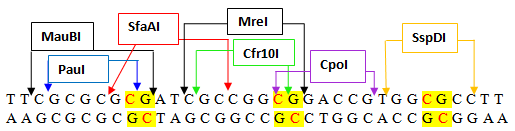 MauBI
SfaAI
MreI
SspDI
PauI
Cfr10I
CpoI
TTCGCGCGCGATCGCCGGCGGACCGTGGCGCCTT
AAGCGCGCGCTAGCGGCCGCCTGGCACCGCGGAA